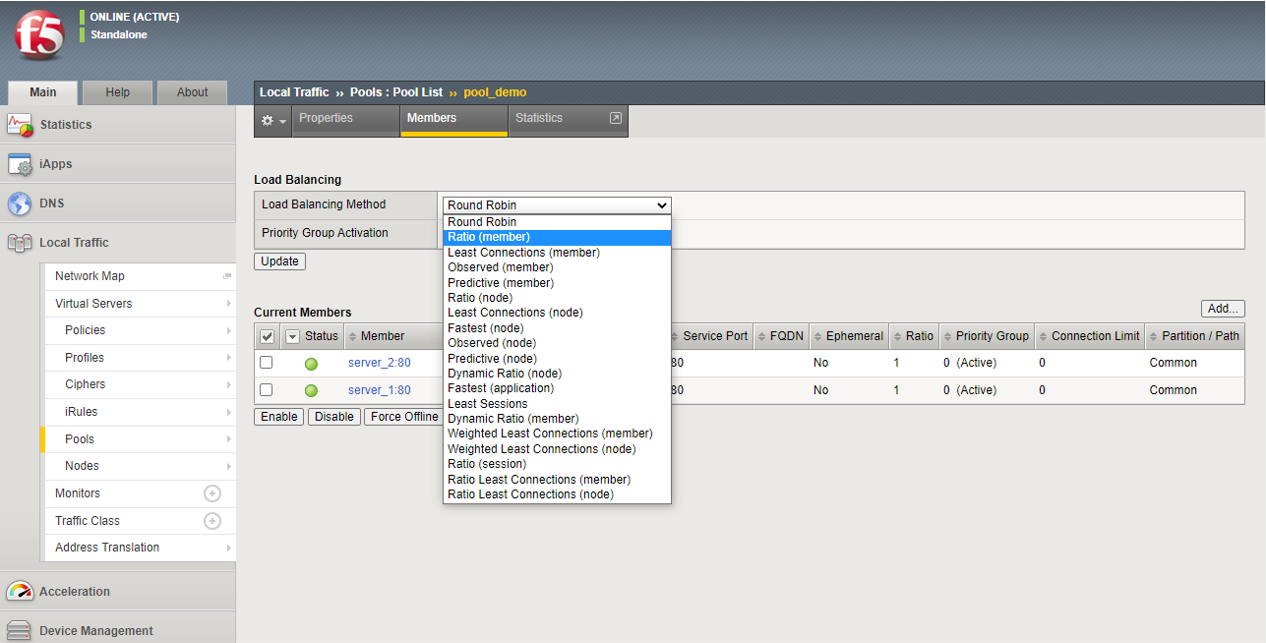 f5
ONLINE (ACTIVE)
Standalone
Main Help About
Local Traffic ›› Pools : Pool List ›› pool_demo
Properties Members Statistics
Statistics
iApps
DNS
Local Traffic
Network Map
Virtual Servers
Policies
Profiles
Ciphers
iRules
Pools
Nodes
Monitors
Traffic Class
Address Translation
Acceleration
Device Management
Load Balancing
Load Balancing Method Round Robin
Priority Group Activation
Update
Round Robin
Ratio (member)
Least Connections (member)
Observed (member)
Predictive (member)
Ratio (node)
Least Connections (node)
Fastest (node)
Observed (node)
Predictive (node)
Dynamic Ratio (node)
Fastest (application)
Least Sessions
Dynamic Ratio (member)
Weighted Least Connections (member)
Weighted Least Connections (node)
Ratio (session)
Ratio Least Connections (member)
Ratio Least Connections (node)
Current Members Add...
Status Member Service Port FQDN Ephemeral Ratio Priority Group Connection Limit Partition / Path
server_2:80 80 No 1 0 (Active) 0 Common
server_1:80 80 No 1 0 (Active) 0 Common
Enable Disable Force Offline